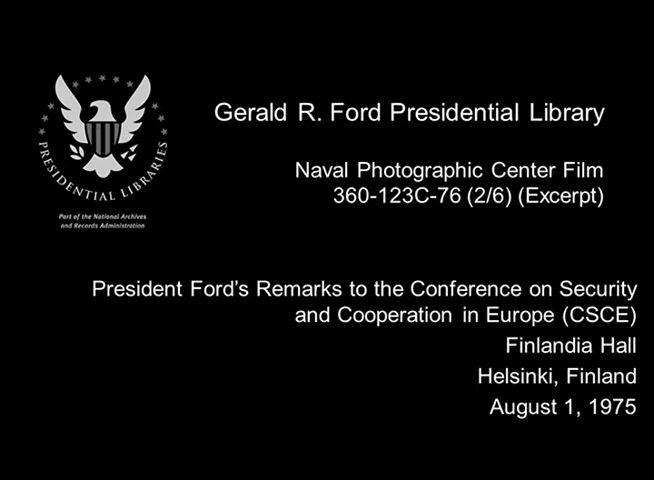 PRESIDENTIAL LIBRARIES
Part of the National Archives
and Records Administration
Gerald R. Ford Presidential Library
Naval Photographic Center Film
360-123C-76 (2/6) (Excerpt)
President Ford’s Remarks to the Conference on Security
and Cooperation in Europe (CSCE)
Finlandia Hall
Helsinki, Finland
August 1, 1975